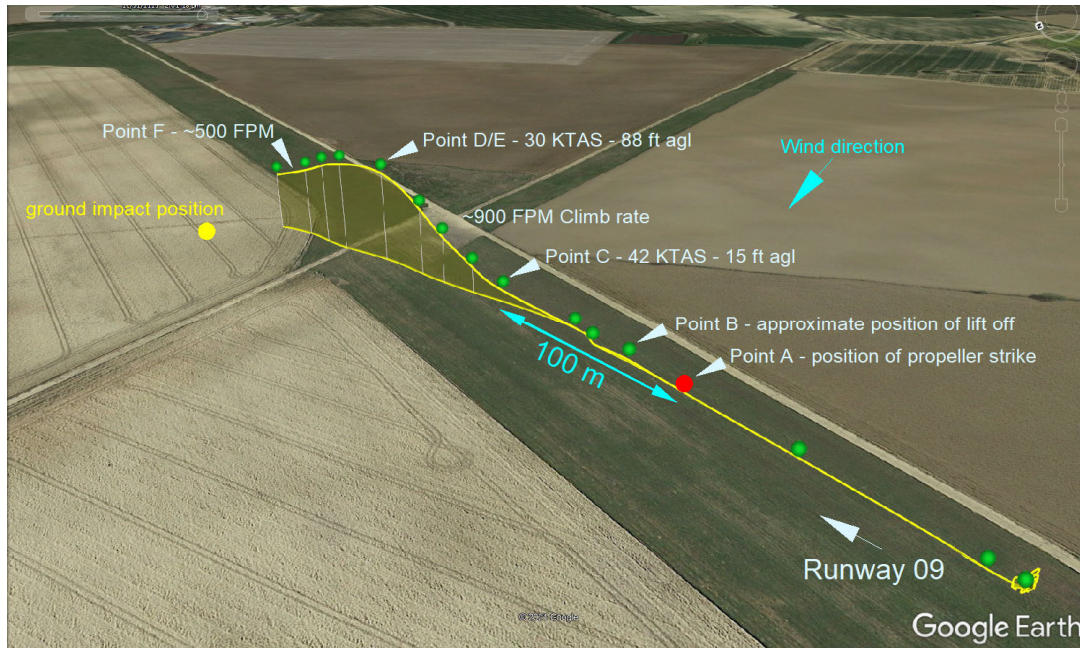 Point F - ~500 FPM
Point D/E - 30 KTAS - 88 ft agl
Wind direction
ground impact position
~900 FPM Climb rate
Point C - 42 KTAS - 15 ft agl
Point B - approximate position of lift off
100 m
Point A - position of propeller strike
Runway 09
Google Earth